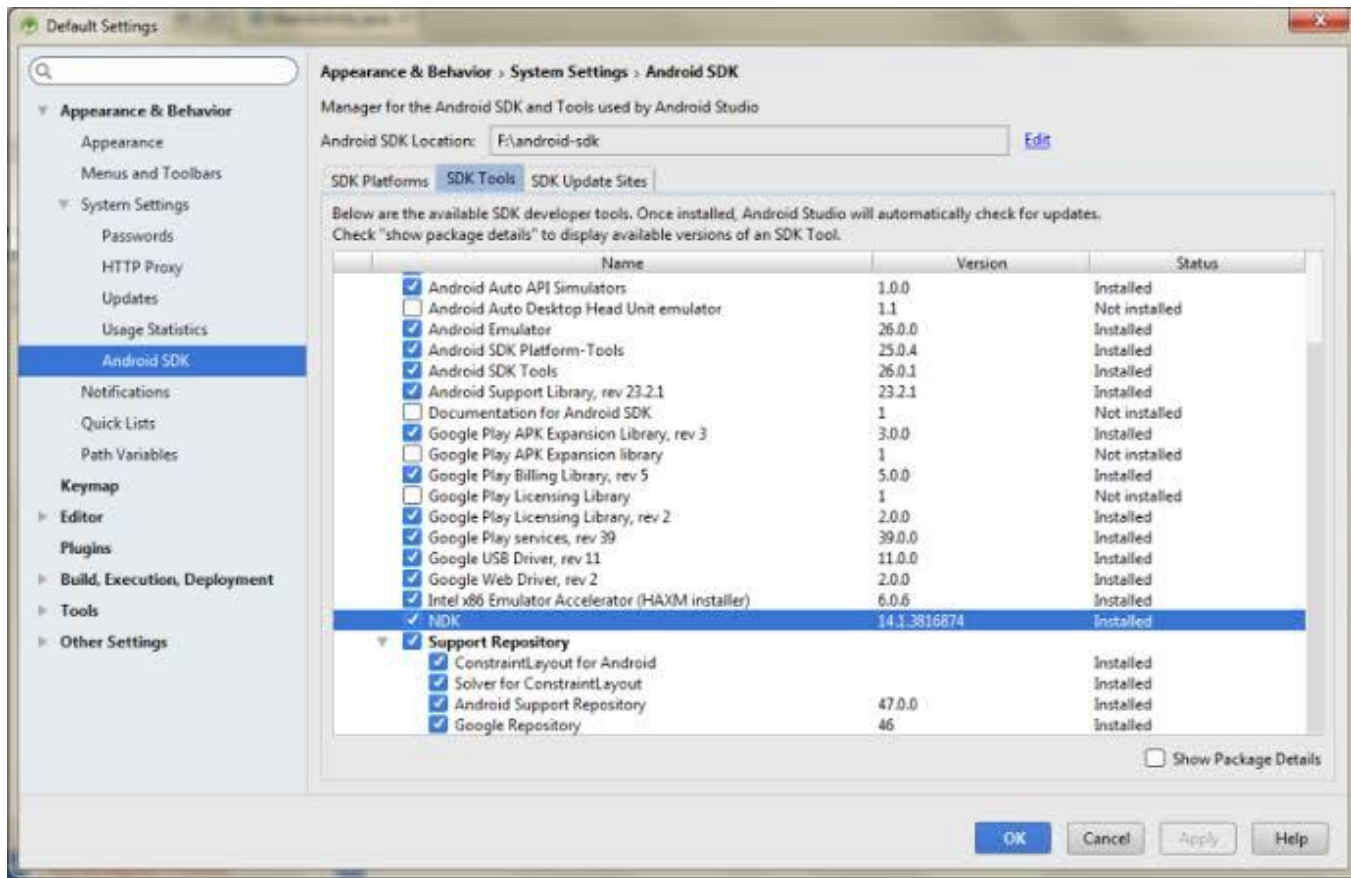 Default Settings
Appearance & Behavior
Appearance
Menus and Toolbars
System Settings
Passwords
HTTP Proxy
Updates
Usage Statistics
Android SDK
Notifications
Quick Lists
Path Variables
Keymap
Editor
Plugins
Build, Execution, Deployment
Tools
Other Settings
Appearance & Behavior › System Settings › Android SDK
Manager for the Android SDK and Tools used by Android Studio
Android SDK Location: F:\android-sdk Edit
SDK Platforms SDK Tools SDK Update Sites
Below are the available SDK developer tools. Once installed, Android Studio will automatically check for updates.
Check "show package details" to display available versions of an SDK Tool.
Name Version Status
Android Auto API Simulators 1.0.0 Installed
Android Auto Desktop Head Unit emulator 1.1 Not installed
Android Emulator 26.0.0 Installed
Android SDK Platform-Tools 25.0.4 Installed
Android SDK Tools 26.0.1 Installed
Android Support Library, rev 23.2.1 23.2.1 Installed
Documentation for Android SDK 1 Not installed
Google Play APK Expansion Library, rev 3 3.0.0 Installed
Google Play APK Expansion library 1 Not installed
Google Play Billing Library, rev 5 5.0.0 Installed
Google Play Licensing Library 1 Not installed
Google Play Licensing Library, rev 2 2.0.0 Installed
Google Play services, rev 39 39.0.0 Installed
Google USB Driver, rev 11 11.0.0 Installed
Google Web Driver, rev 2 2.0.0 Installed
Intel x86 Emulator Accelerator (HAXM installer) 6.0.6 Installed
NDK 14.1.3816874 Installed
Support Repository
ConstraintLayout for Android Installed
Solver for ConstraintLayout Installed
Android Support Repository 47.0.0 Installed
Google Repository 46 Installed
Show Package Details
OK Cancel Apply Help